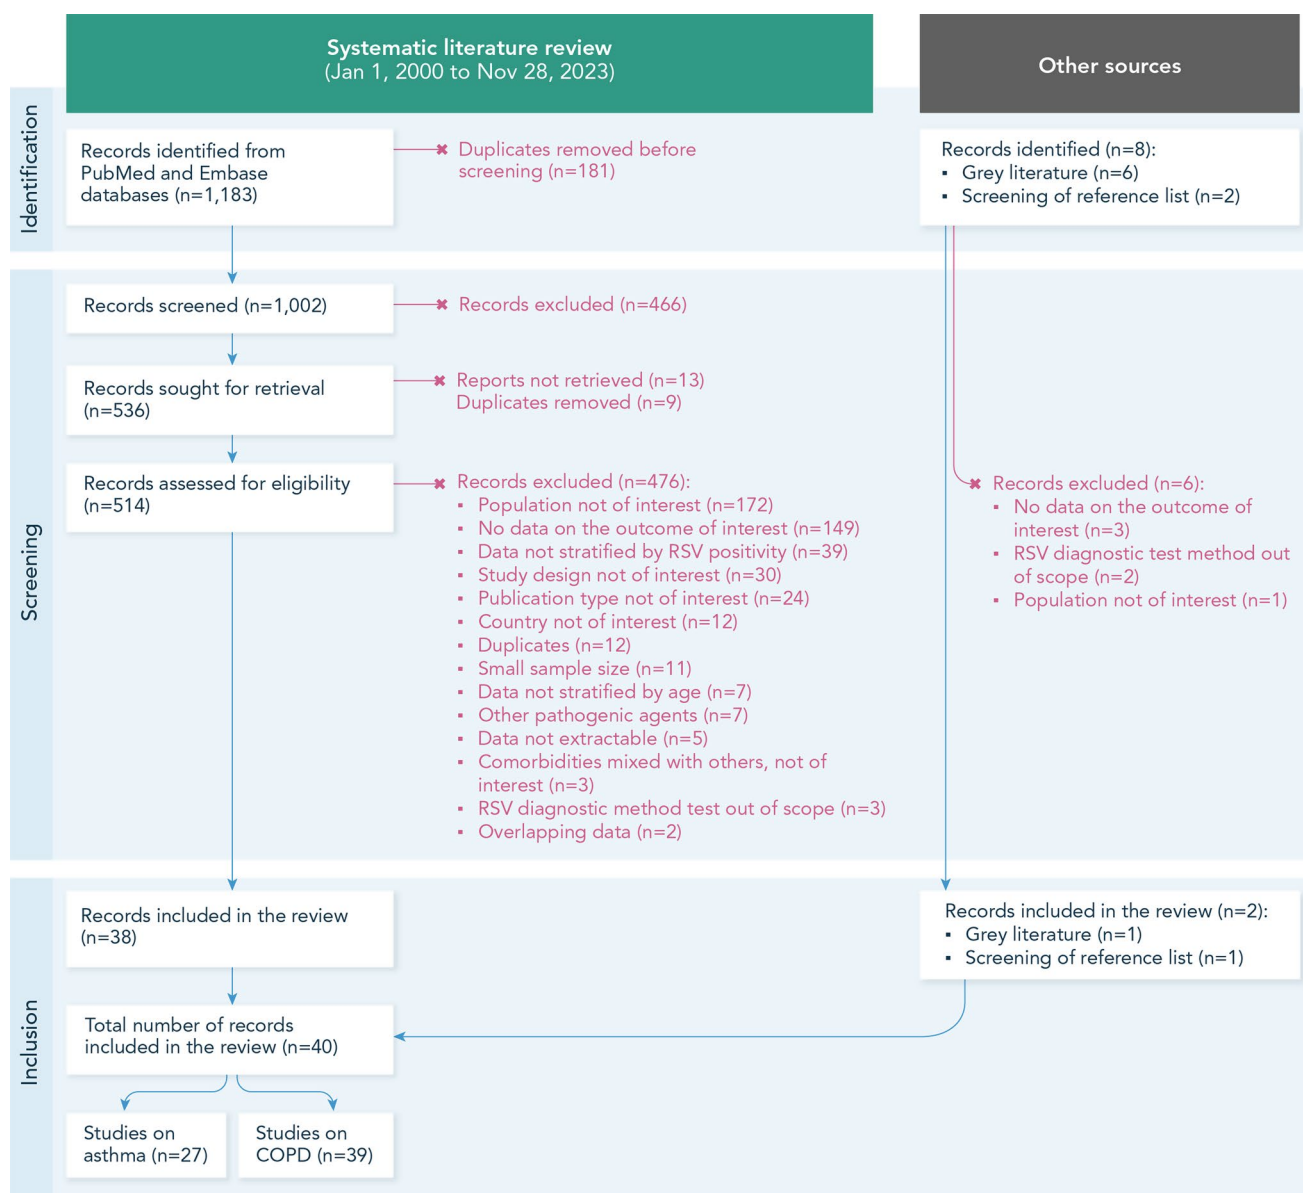 Systematic literature review
(Jan 1, 2000 to Nov 28, 2023)
Other sources
Identification
Records identified from
PubMed and Embase
databases (n=1,183)
Duplicates removed before
screening (n=181)
Records identified (n=8):
▪ Grey literature (n=6)
▪ Screening of reference list (n=2)
Screening
Records screened (n=1,002)
Records excluded (n=466)
Records sought for retrieval
(n=536)
Reports not retrieved (n=13)
Duplicates removed (n=9)
Records assessed for eligibility
(n=514)
Records excluded (n=476):
▪ Population not of interest (n=172)
▪ No data on the outcome of interest (n=149)
▪ Data not stratified by RSV positivity (n=39)
▪ Study design not of interest (n=30)
▪ Publication type not of interest (n=24)
▪ Country not of interest (n=12)
▪ Duplicates (n=12)
▪ Small sample size (n=11)
▪ Data not stratified by age (n=7)
▪ Other pathogenic agents (n=7)
▪ Data not extractable (n=5)
▪ Comorbidities mixed with others, not of
interest (n=3)
▪ RSV diagnostic method test out of scope (n=3)
▪ Overlapping data (n=2)
Records excluded (n=6):
▪ No data on the outcome of
interest (n=3)
▪ RSV diagnostic test method out
of scope (n=2)
▪ Population not of interest (n=1)
Inclusion
Records included in the review
(n=38)
Records included in the review (n=2):
▪ Grey literature (n=1)
▪ Screening of reference list (n=1)
Total number of records
included in the review (n=40)
Studies on
asthma (n=27)
Studies on
COPD (n=39)